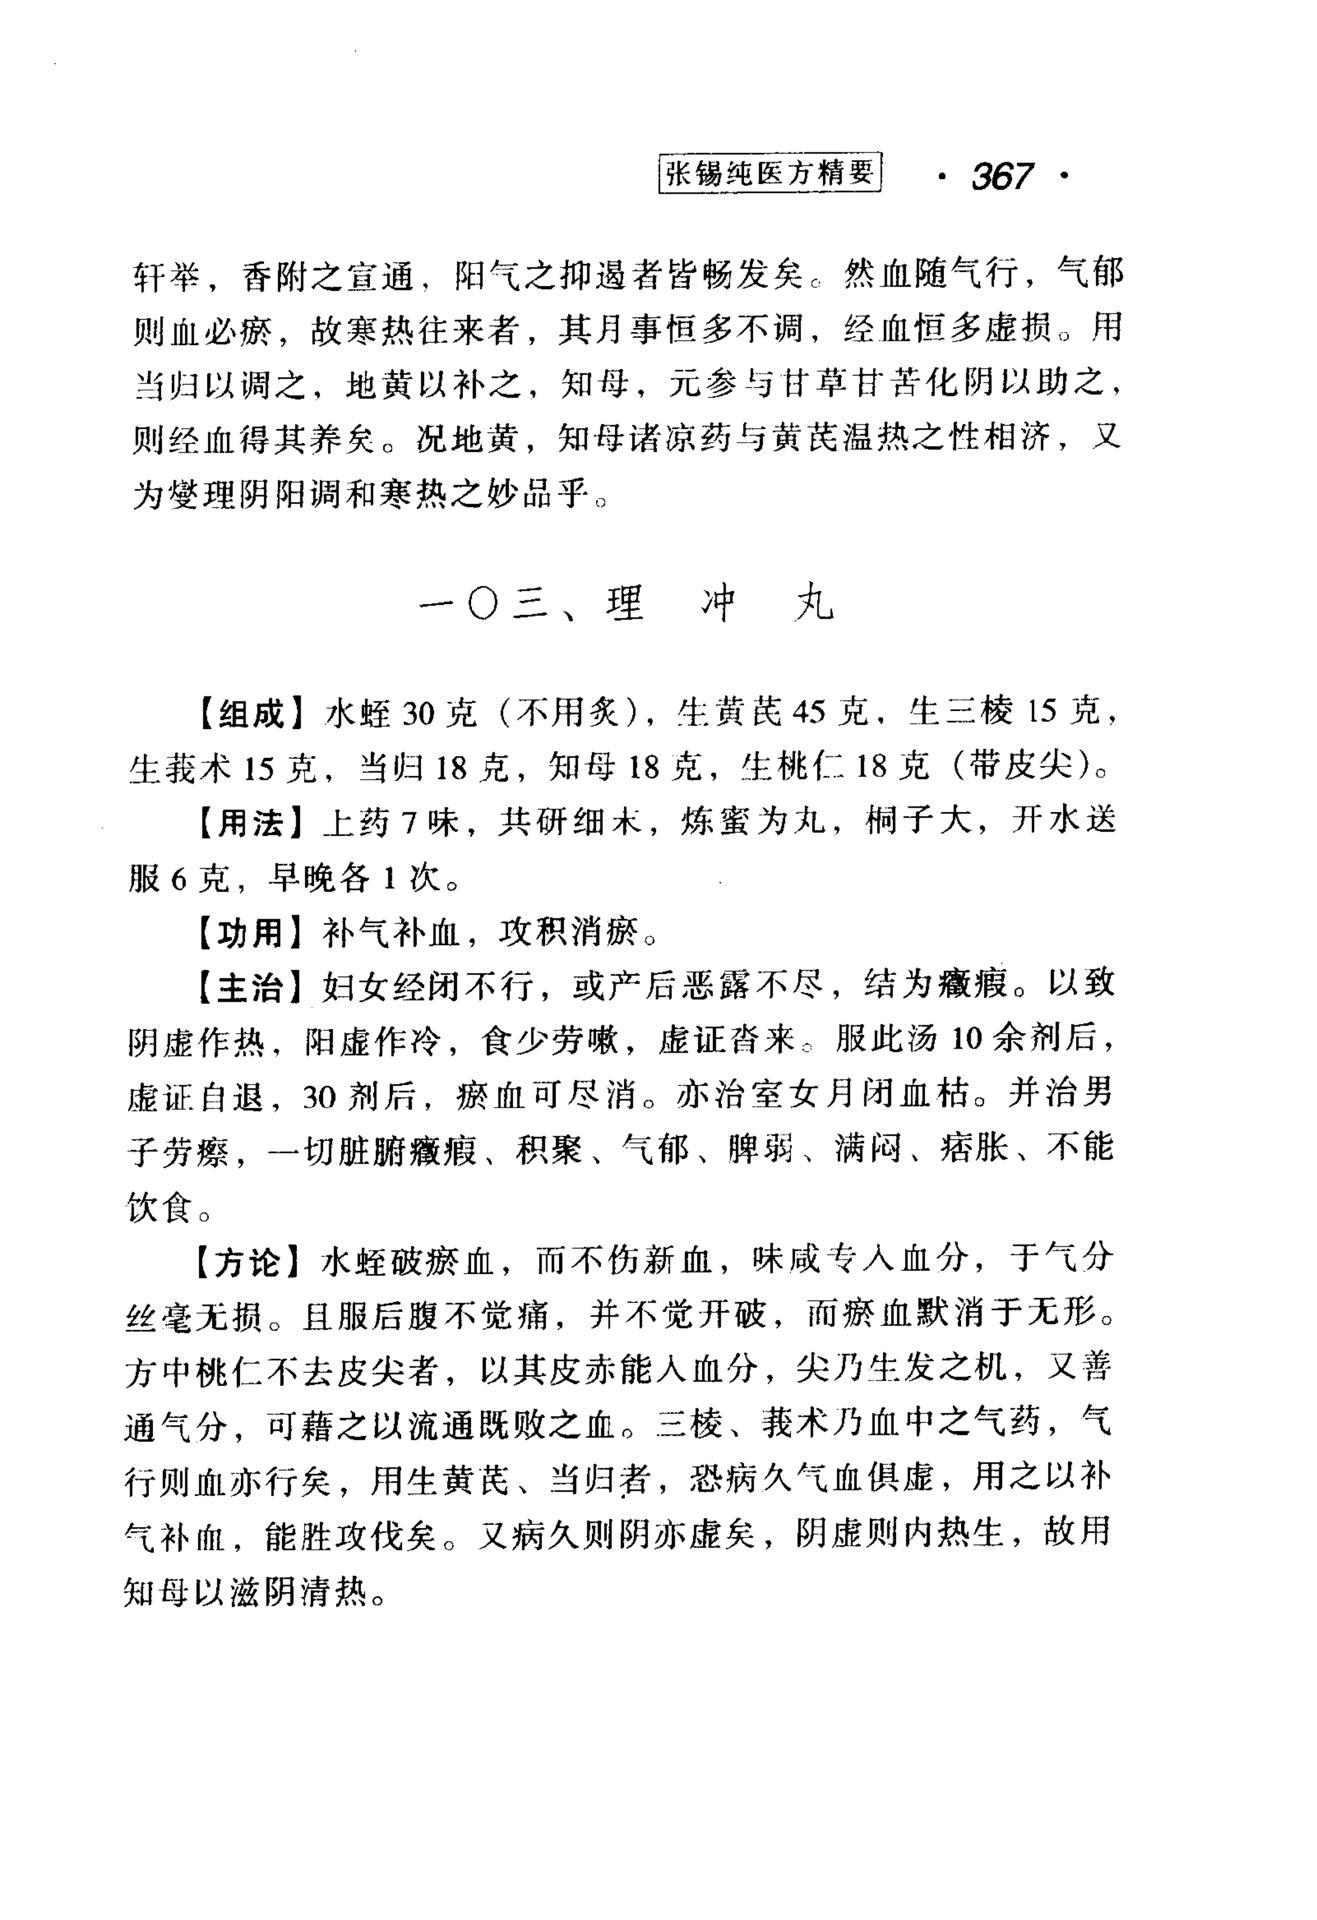 张锡纯医方精要 · 367 ·
轩举，香附之宣通，阳气之抑遏者皆畅发矣。然血随气行，气郁
则血必瘀，故寒热往来者，其月事恒多不调，经血恒多虚损。用
当归以调之，地黄以补之，知母，元参与甘草甘苦化阴以助之，
则经血得其养矣。况地黄，知母诸凉药与黄芪温热之性相济，又
为燮理阴阳调和寒热之妙品乎。
一〇三、理 冲 丸
【组成】水蛭 30 克（不用炙），生黄芪 45 克，生三棱 15 克，
生莪术 15 克，当归 18 克，知母 18 克，生桃仁 18 克（带皮尖）。
【用法】上药 7 味，共研细末，炼蜜为丸，桐子大，开水送
服 6 克，早晚各 1 次。
【功用】补气补血，攻积消瘀。
【主治】妇女经闭不行，或产后恶露不尽，结为癥瘕。以致
阴虚作热，阳虚作冷，食少劳嗽，虚证沓来。服此汤 10 余剂后，
虚证自退，30 剂后，瘀血可尽消。亦治室女月闭血枯。并治男
子劳瘵，一切脏腑癥瘕、积聚、气郁、脾弱、满闷、痞胀、不能
饮食。
【方论】水蛭破瘀血，而不伤新血，味咸专入血分，于气分
丝毫无损。且服后腹不觉痛，并不觉开破，而瘀血默消于无形。
方中桃仁不去皮尖者，以其皮赤能入血分，尖乃生发之机，又善
通气分，可藉之以流通既败之血。三棱、莪术乃血中之气药，气
行则血亦行矣，用生黄芪、当归者，恐病久气血俱虚，用之以补
气补血，能胜攻伐矣。又病久则阴亦虚矣，阴虚则内热生，故用
知母以滋阴清热。